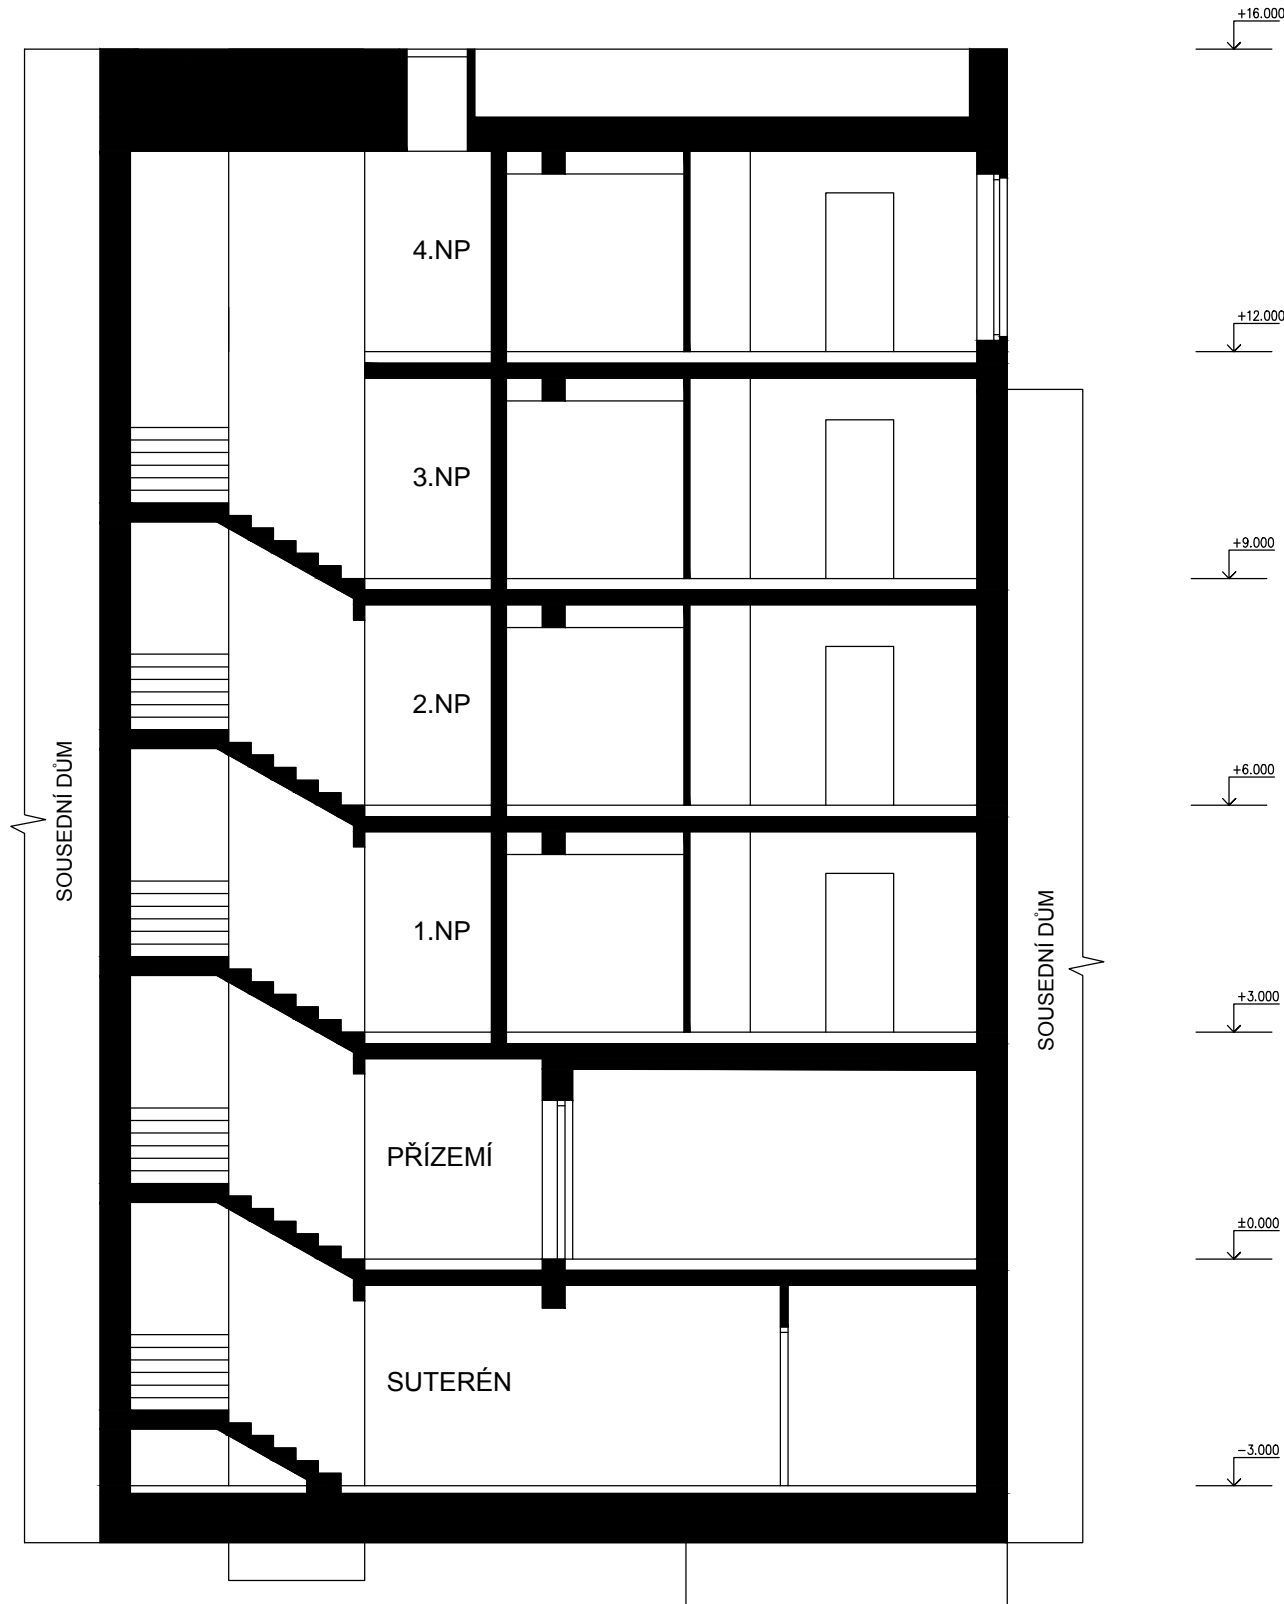 +16.000
4.NP
+12.000
3.NP
+9.000
2.NP
+6.000
SOUSEDNÍ DŮM
1.NP
SOUSEDNÍ DŮM
+3.000
PŘÍZEMÍ
±0.000
SUTERÉN
−3.000